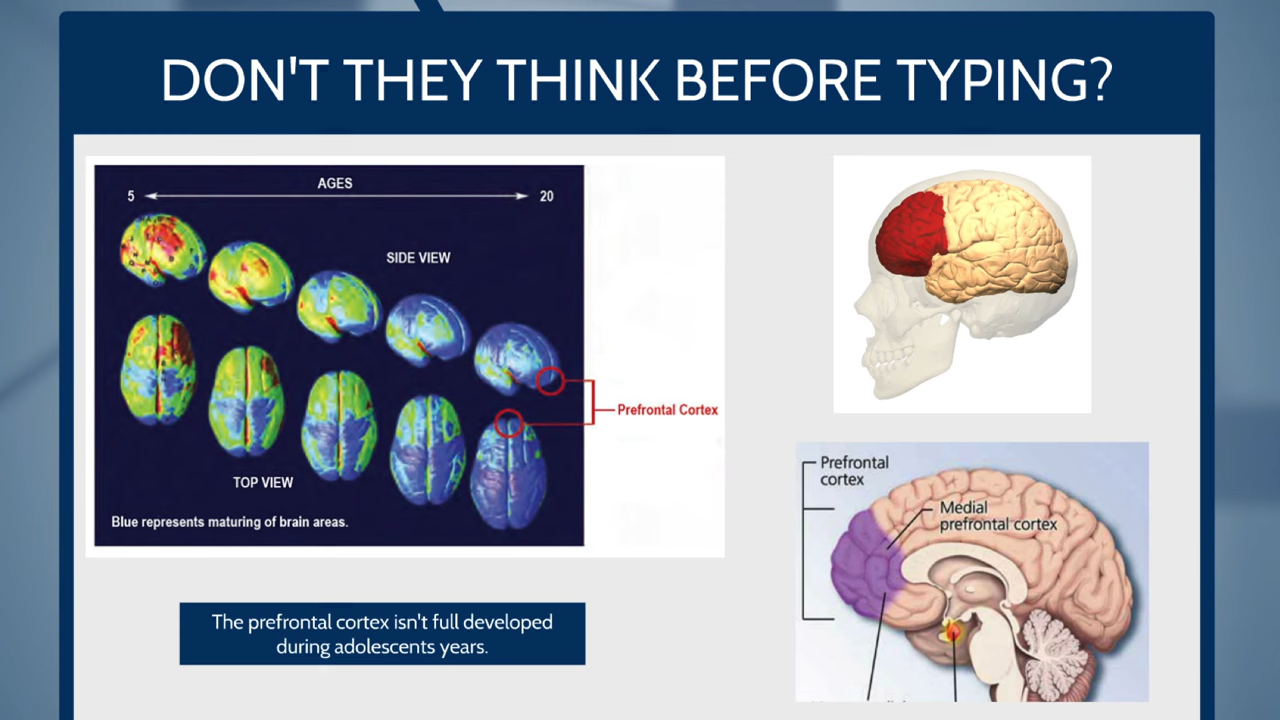 DON'T THEY THINK BEFORE TYPING?
AGES
5
20
SIDE VIEW
Prefrontal Cortex
TOP VIEW
Blue represents maturing of brain areas.
The prefrontal cortex isn't full developed
during adolescents years.
Prefrontal
cortex
Medial
prefrontal cortex